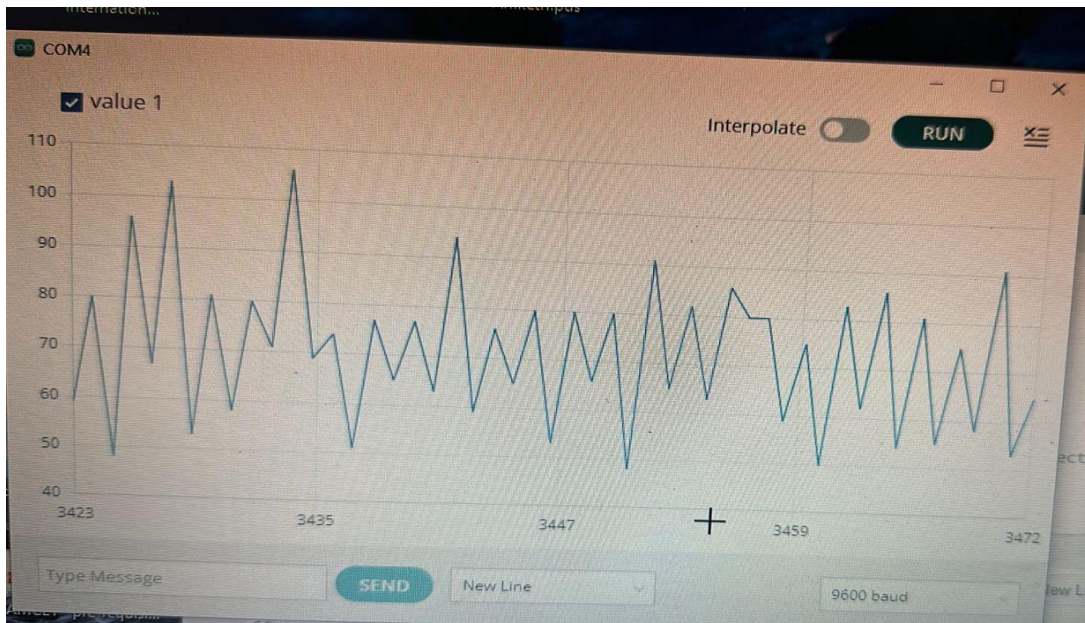 COM4
value 1
Interpolate
RUN
110
100
90
80
70
60
50
40
3423
3435
3447
3459
3472
Type Message
SEND
New Line
9600 baud